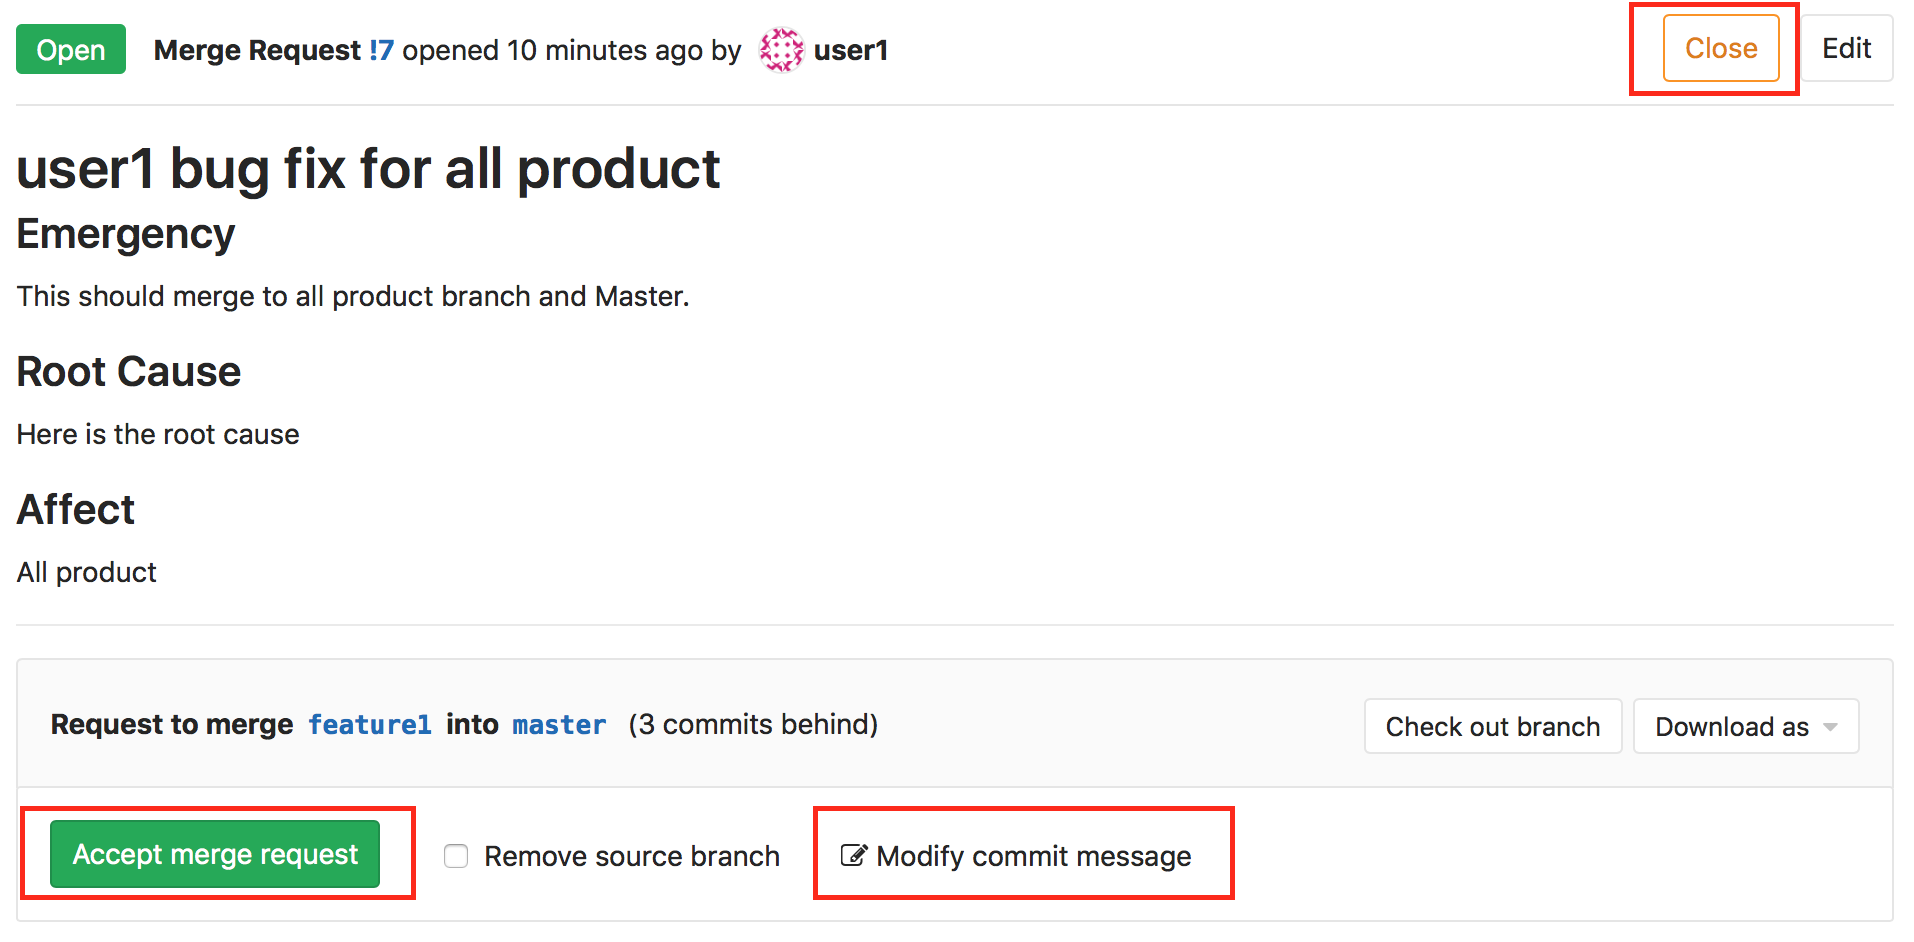 Open Merge Request !7 opened 10 minutes ago by user1 Close Edit
user1 bug fix for all product
Emergency
This should merge to all product branch and Master.
Root Cause
Here is the root cause
Affect
All product
Request to merge feature1 into master (3 commits behind) Check out branch Download as
Accept merge request Remove source branch Modify commit message